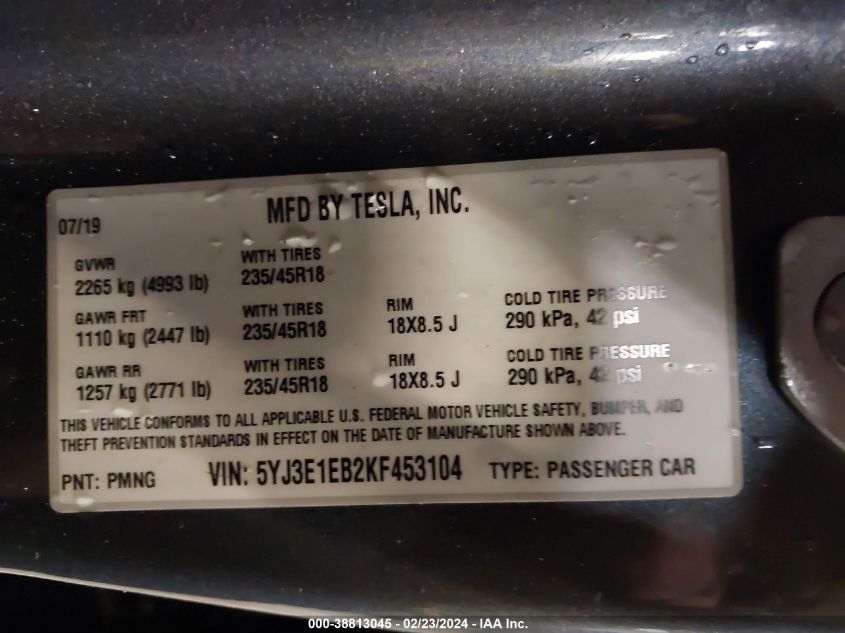 MFD BY TESLA, INC.
07/19
GVWR WITH TIRES
2265 kg (4993 lb) 235/45R18
GAWR FRT WITH TIRES RIM COLD TIRE PRESSURE
1110 kg (2447 lb) 235/45R18 18X8.5 J 290 kPa, 42 psi
GAWR RR WITH TIRES RIM COLD TIRE PRESSURE
1257 kg (2771 lb) 235/45R18 18X8.5 J 290 kPa, 42 psi
THIS VEHICLE CONFORMS TO ALL APPLICABLE U.S. FEDERAL MOTOR VEHICLE SAFETY, BUMPER, AND
THEFT PREVENTION STANDARDS IN EFFECT ON THE DATE OF MANUFACTURE SHOWN ABOVE.
PNT: PMNG VIN: 5YJ3E1EB2KF453104 TYPE: PASSENGER CAR
000-38813045 - 02/23/2024 - IAA Inc.